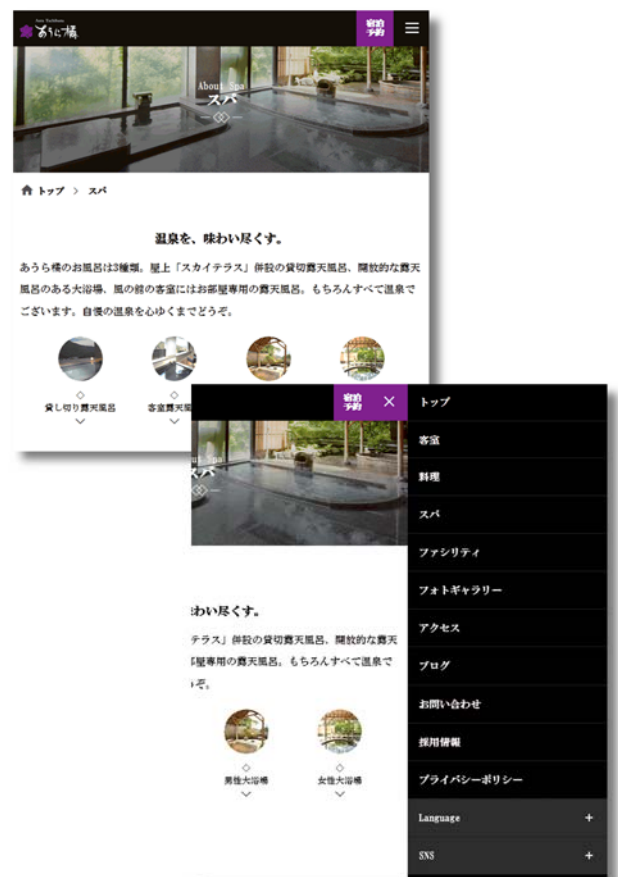 Aura Tachibana
あうら橘
宿泊
予約
About Spa
スパ
トップ > スパ
温泉を、味わい尽くす。
あうら橘のお風呂は3種類。屋上「スカイテラス」併設の貸切露天風呂、開放的な露天
風呂のある大浴場、風の館の客室にはお部屋専用の露天風呂。もちろんすべて温泉で
ございます。自慢の温泉を心ゆくまでどうぞ。
貸し切り露天風呂
客室露天風
宿泊
予約
out Spa
スパ
わい尽くす。
テラス」併設の貸切露天風呂、開放的な露天
部屋専用の露天風呂。もちろんすべて温泉で
うぞ。
男性大浴場
女性大浴場
トップ
客室
料理
スパ
ファシリティ
フォトギャラリー
アクセス
ブログ
お問い合わせ
採用情報
プライバシーポリシー
Language +
SNS +